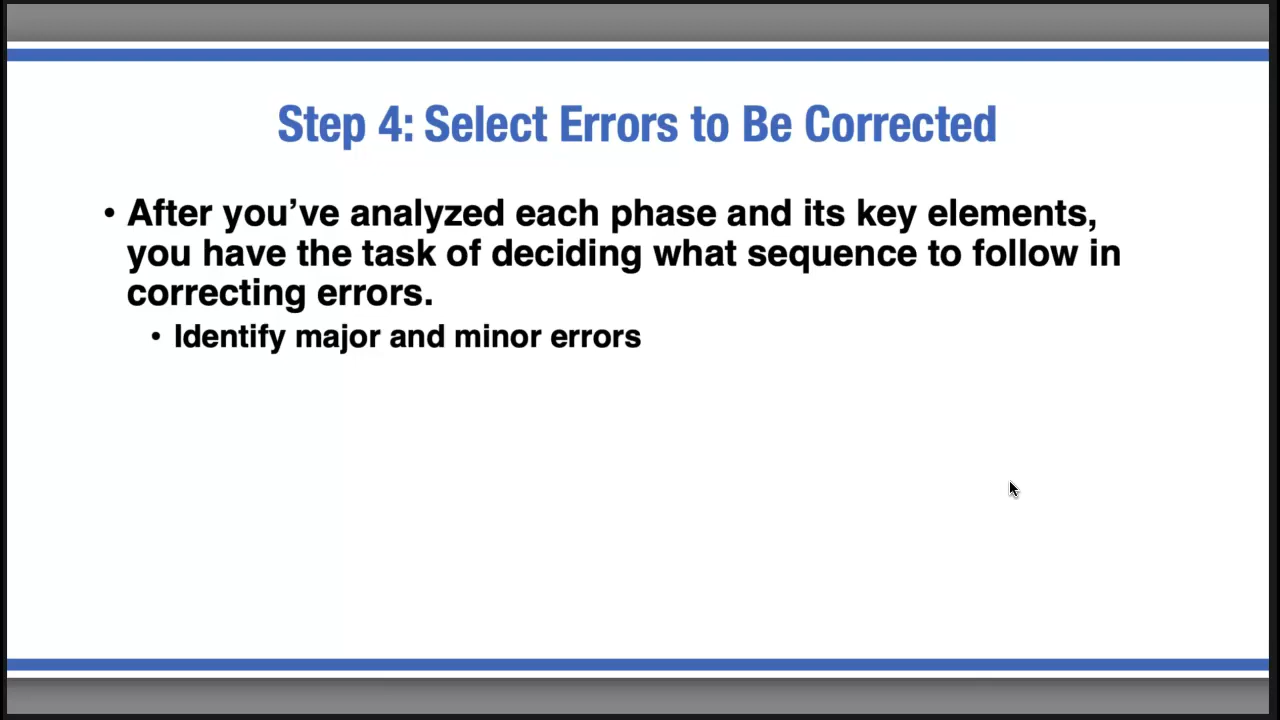 Step 4: Select Errors to Be Corrected
• After you’ve analyzed each phase and its key elements,
you have the task of deciding what sequence to follow in
correcting errors.
• Identify major and minor errors